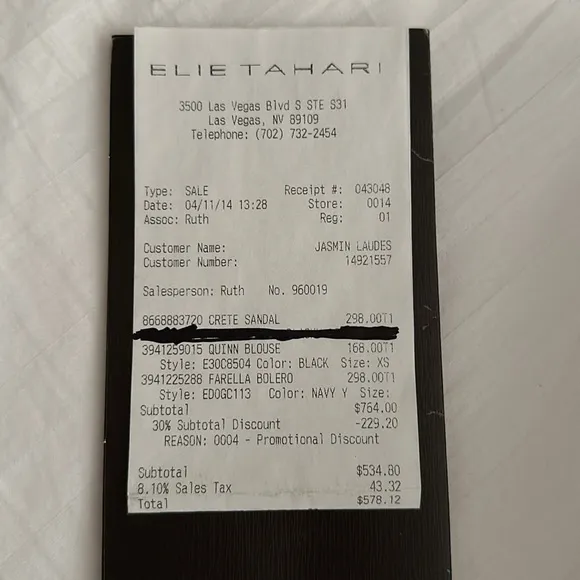 ELIE TAHARI
3500 Las Vegas Blvd S STE S31
Las Vegas, NV 89109
Telephone: (702) 732-2454
Type: SALE Receipt #: 043048
Date: 04/11/14 13:28 Store: 0014
Assoc: Ruth Reg: 01
Customer Name: JASMIN LAUDES
Customer Number: 14921557
Salesperson: Ruth No. 960019
8668883720 CRETE SANDAL 298.00T1
3941259015 QUINN BLOUSE 168.00T1
Style: E30C8504 Color: BLACK Size: XS
3941225288 FARELLA BOLERO 298.00T1
Style: ED0GC113 Color: NAVY Y Size:
Subtotal $764.00
30% Subtotal Discount -229.20
REASON: 0004 - Promotional Discount
Subtotal $534.80
8.10% Sales Tax 43.32
Total $578.12